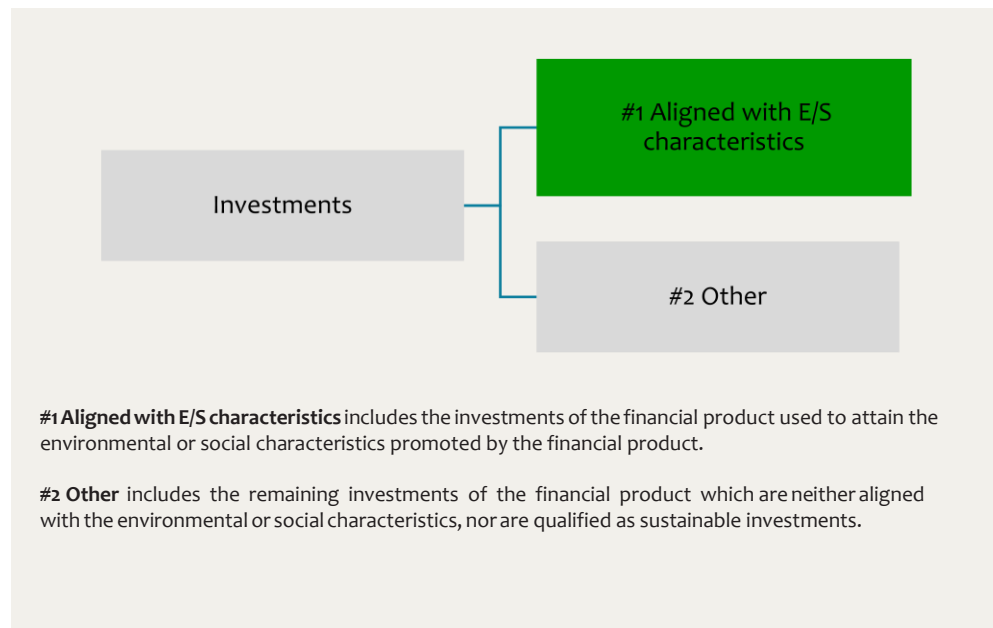 #1 Aligned with E/S
characteristics
Investments
#2 Other
#1 Aligned with E/S characteristics includes the investments of the financial product used to attain the
environmental or social characteristics promoted by the financial product.
#2 Other includes the remaining investments of the financial product which are neither aligned
with the environmental or social characteristics, nor are qualified as sustainable investments.